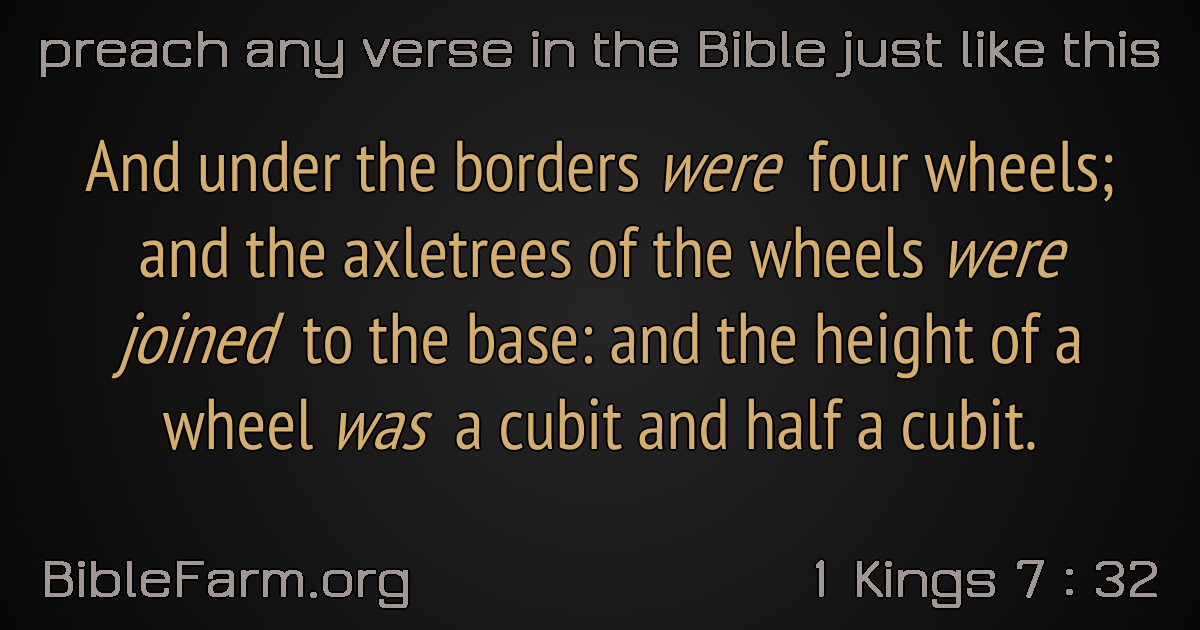 preach any verse in the Bible just like this
And under the borders were four wheels;
and the axletrees of the wheels were
joined to the base: and the height of a
wheel was a cubit and half a cubit.
BibleFarm.org
1 Kings 7 : 32